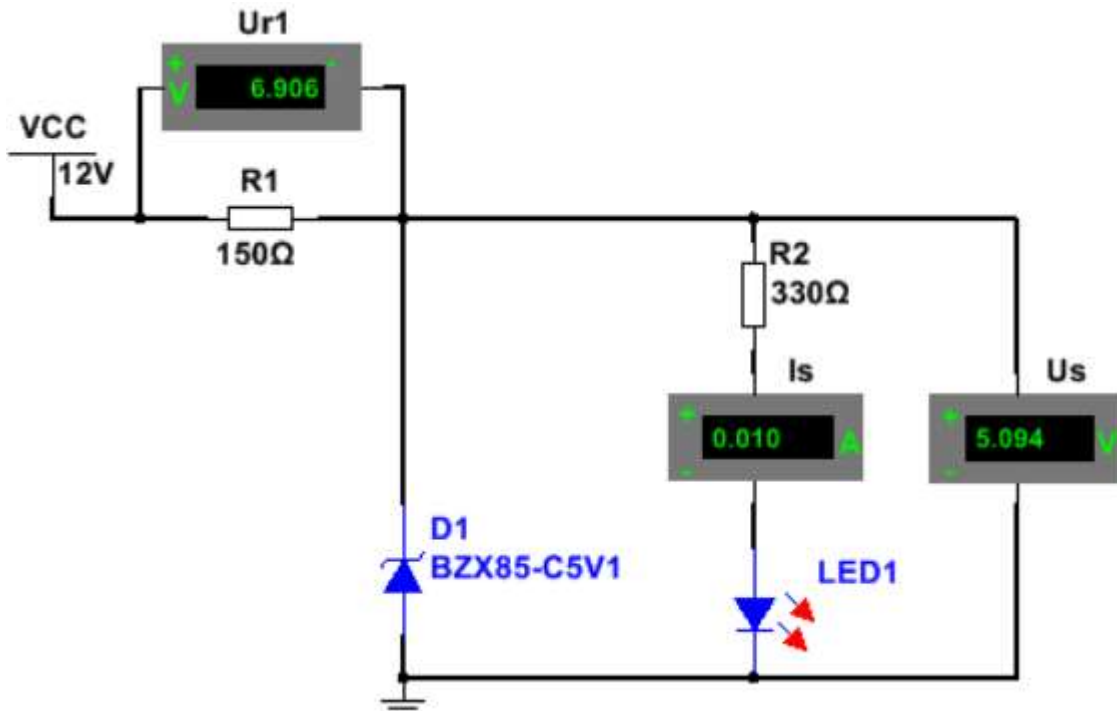 Ur1
+ -
V 6.906
VCC
12V
R1
150Ω
R2
330Ω
Is
+
0.010 A
-
Us
+
5.094 V
-
D1
BZX85-C5V1
LED1